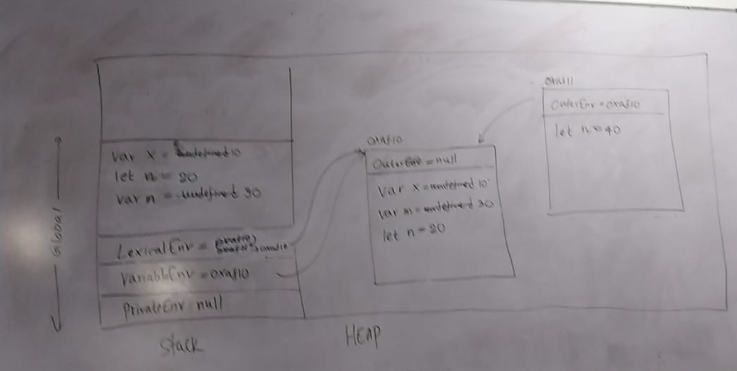 Global
var x = undefined 10
let n = 20
var m = undefined 30
LexicalEnv =
VariableEnv = 0xaf10
PrivateEnv = null
Stack
HEAP
0xaf10
OuterEnv = null
var x = undefined 10
var m = undefined 30
let n = 20
0xaf11
OuterEnv = 0xaf10
let n = 40